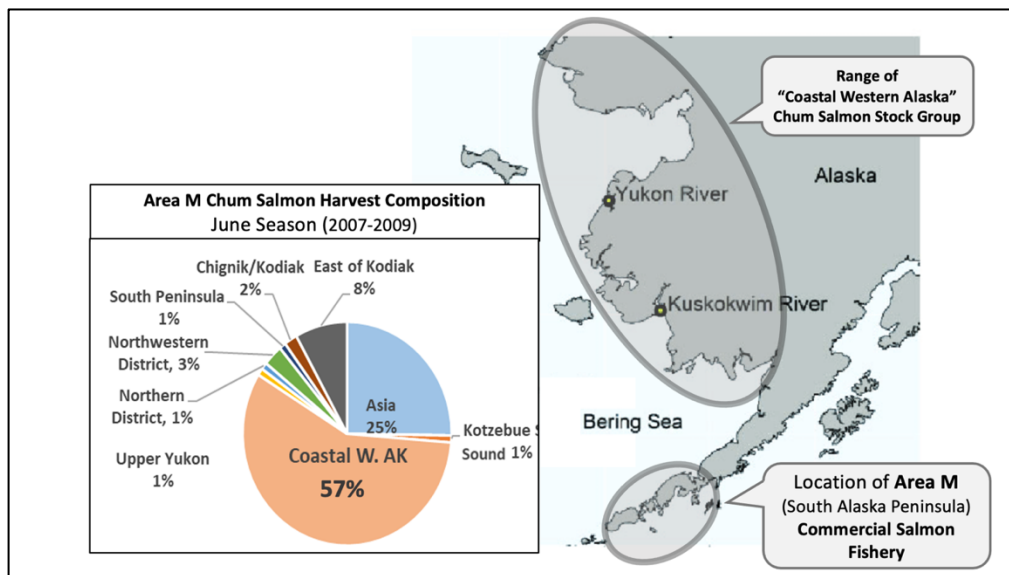 Range of
“Coastal Western Alaska”
Chum Salmon Stock Group
Alaska
Yukon River
Kuskokwim River
Bering Sea
Location of Area M
(South Alaska Peninsula)
Commercial Salmon
Fishery
Area M Chum Salmon Harvest Composition
June Season (2007-2009)
Chignik/Kodiak
2%
East of Kodiak
8%
South Peninsula
1%
Northwestern
District, 3%
Northern
District, 1%
Upper Yukon
1%
Asia
25%
Kotzebue S
Sound 1%
Coastal W. AK
57%